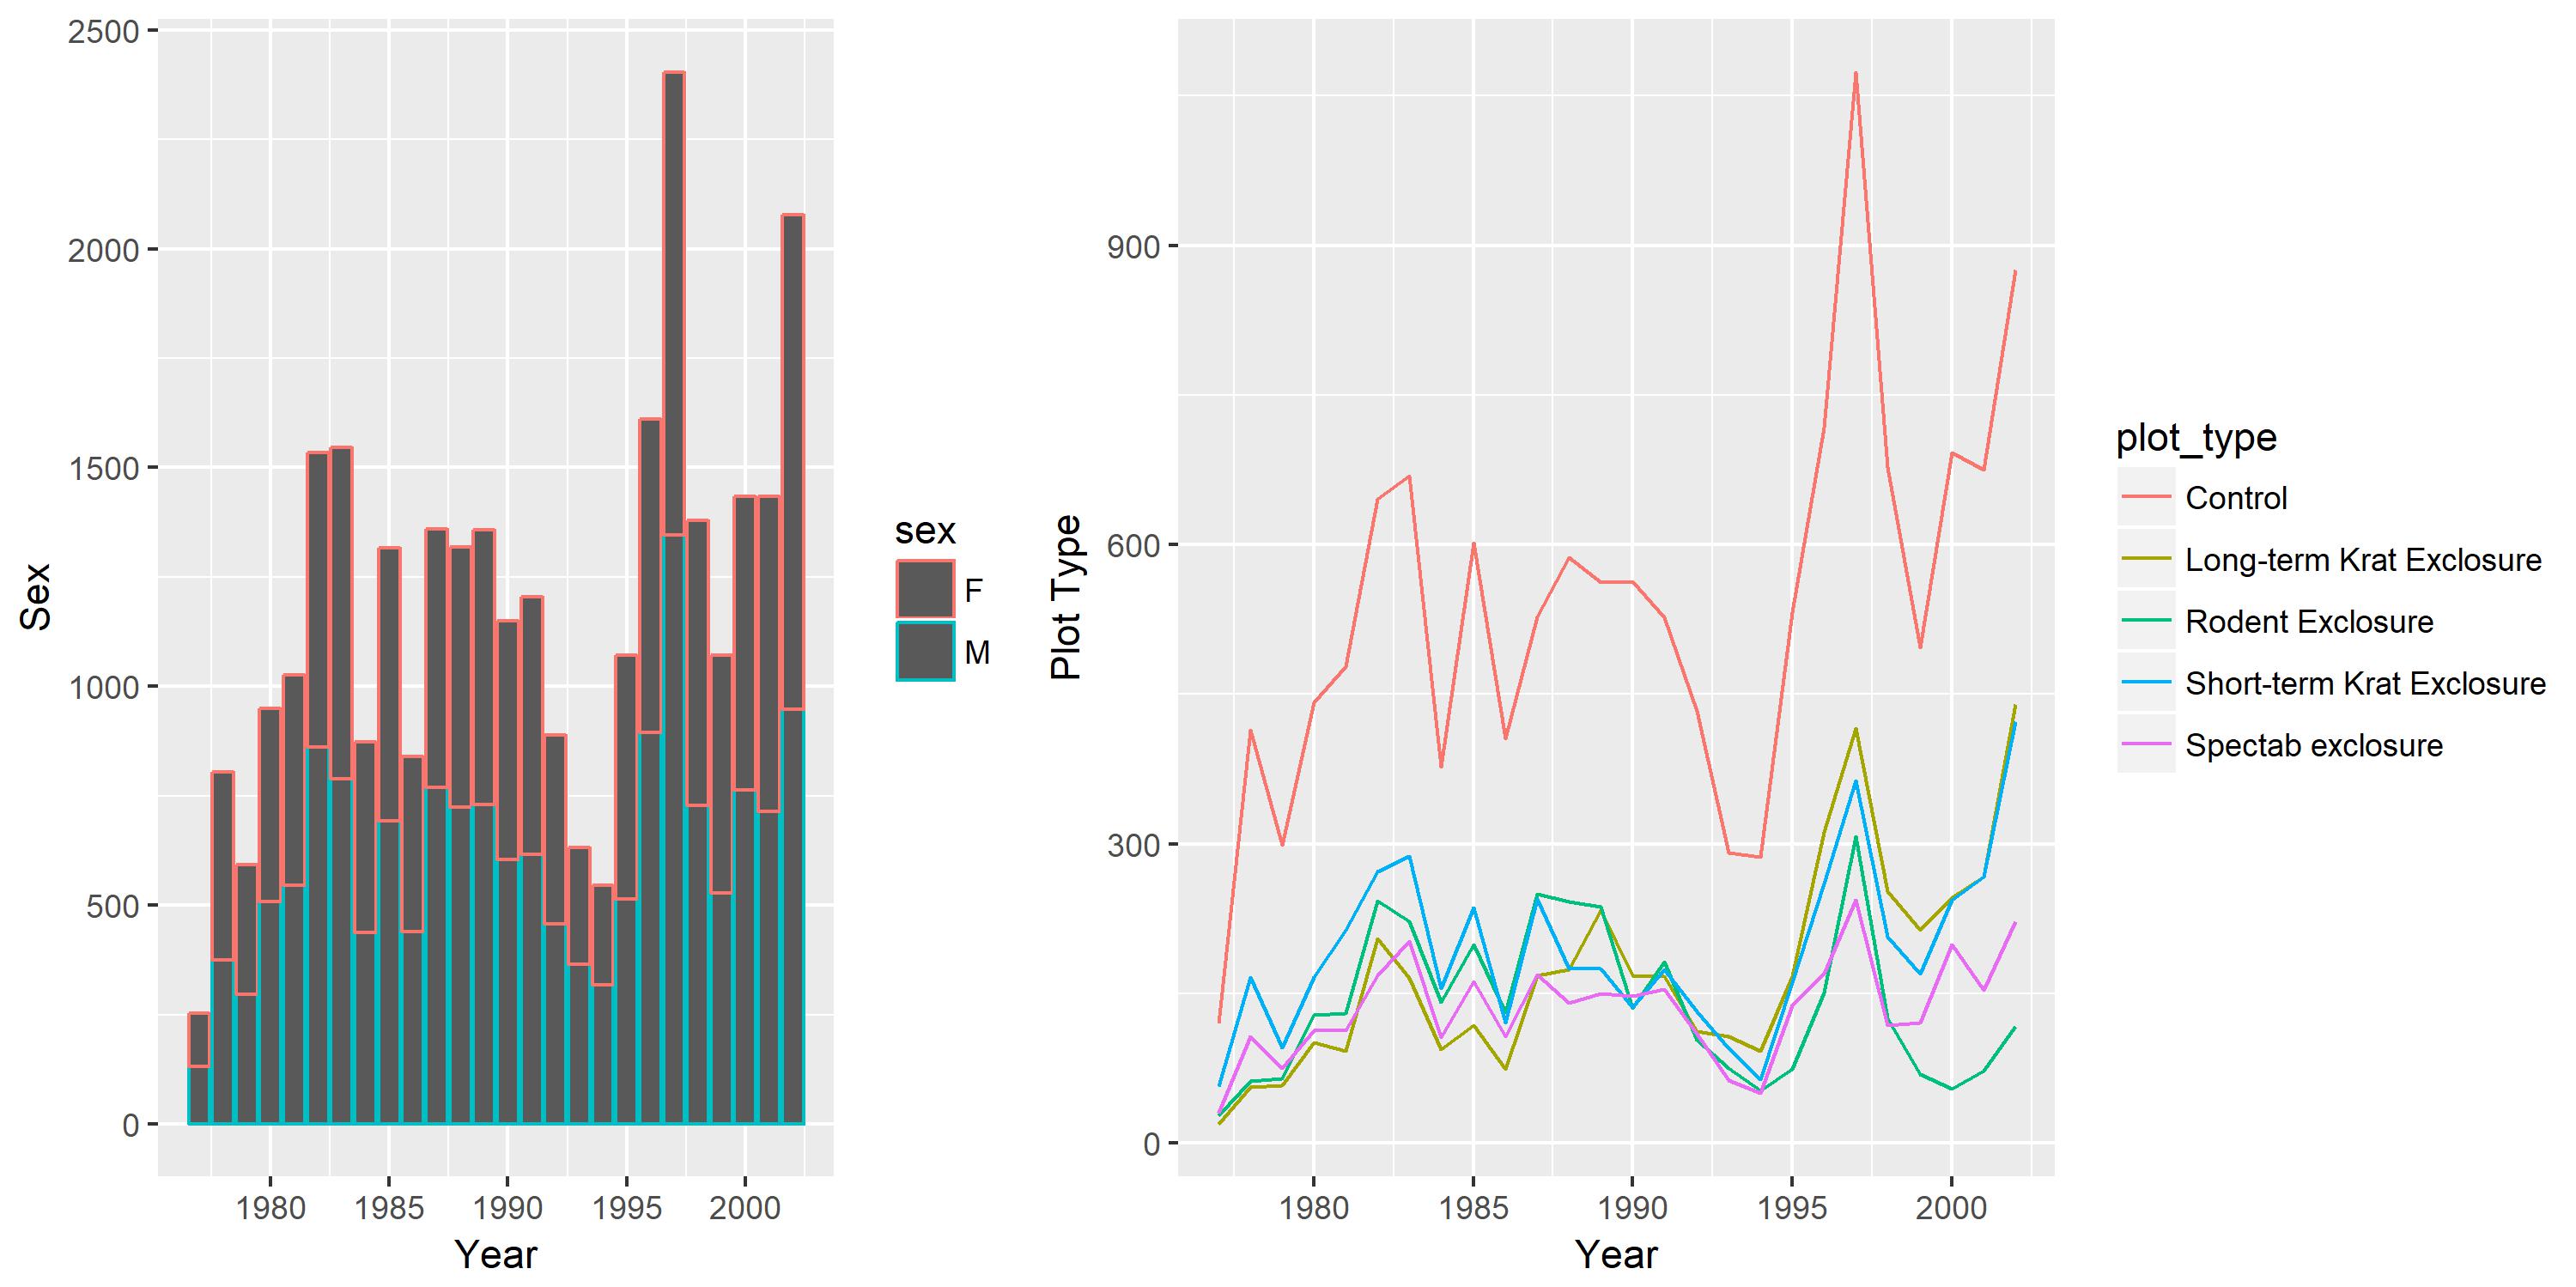 2500
2000
1500
1000
500
0
Sex
1980 1985 1990 1995 2000
Year
sex
F
M
900
600
300
0
Plot Type
1980 1985 1990 1995 2000
Year
plot_type
Control
Long-term Krat Exclosure
Rodent Exclosure
Short-term Krat Exclosure
Spectab exclosure